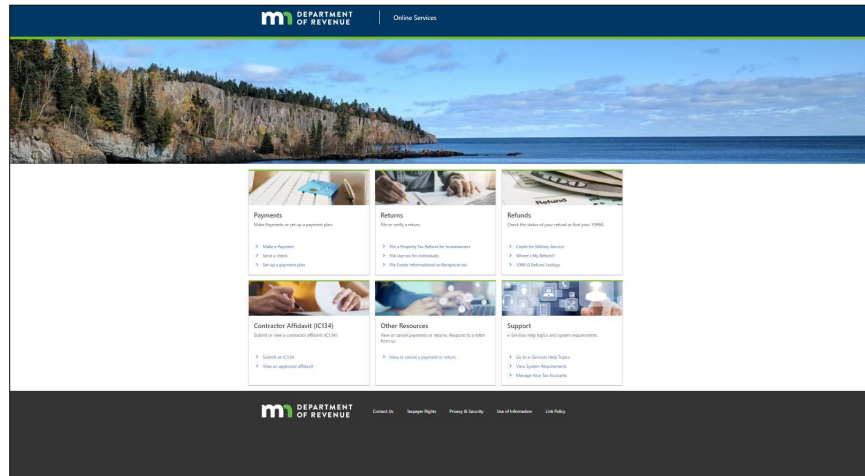 DEPARTMENT
OF REVENUE
Online Services
Refund
Payments
Make Payments or set up a payment plan.
Make a Payment
Send a check
Set up a payment plan
Returns
File or verify a return.
File a Property Tax Refund for homeowners
File Use tax for individuals
File Estate Informational or Recapture tax
Refunds
Check the status of your refund or find your 1099G.
Credit for Military Service
Where's My Refund?
1099-G Refund Lookup
Contractor Affidavit (IC134)
Submit or view a contractor affidavit (IC134).
Submit an IC134
View an approved affidavit
Other Resources
View or cancel payments or returns. Respond to a letter
from us.
View or cancel a payment or return
Support
e-Services help topics and system requirements.
Go to e-Services Help Topics
View System Requirements
Manage Your Tax Accounts
DEPARTMENT
OF REVENUE
Contact Us
Taxpayer Rights
Privacy & Security
Use of Information
Link Policy